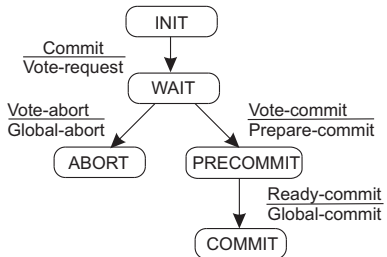 INIT
Commit
Vote-request
WAIT
Vote-abort
Global-abort
Vote-commit
Prepare-commit
ABORT
PRECOMMIT
Ready-commit
Global-commit
COMMIT